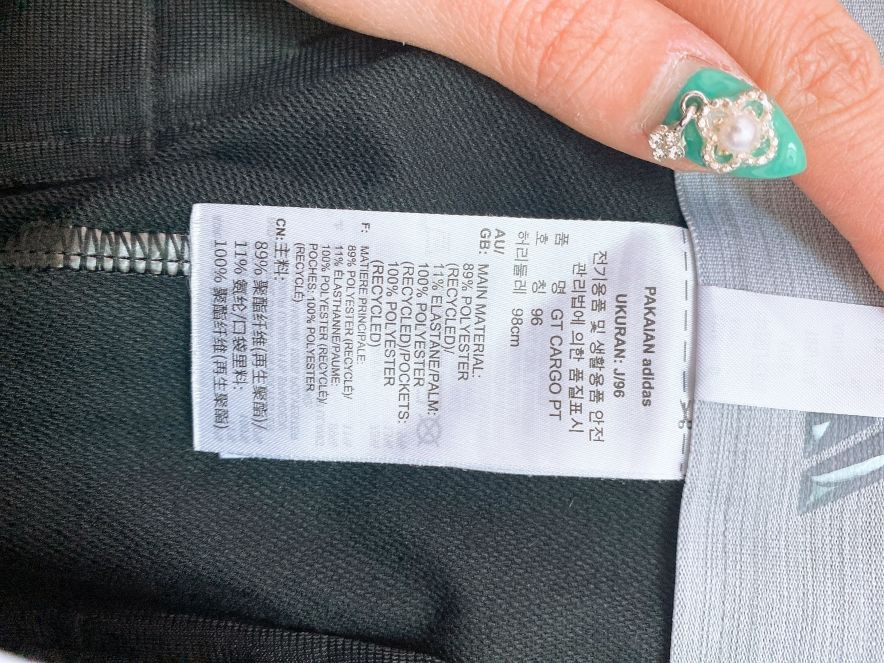 PAKAIAN adidas
UKURAN: J/96
전기용품 및 생활용품 안전
관리법에 의한 품질표시
품 명 GT CARGO PT
호 칭 96
허리둘레 98cm
AU/
GB: MAIN MATERIAL:
89% POLYESTER
(RECYCLED)/
11% ELASTANE/PALM:
100% POLYESTER
(RECYCLED)/POCKETS:
100% POLYESTER
(RECYCLED)
F: MATIERE PRINCIPALE:
89% POLYESTER (RECYCLÉ)/
11% ÉLASTHANNE/PAUME:
100% POLYESTER (RECYCLÉ)/
POCHES: 100% POLYESTER
(RECYCLÉ)
CN: 主料:
89% 聚酯纤维(再生聚酯)/
11% 氨纶/口袋里料:
100% 聚酯纤维(再生聚酯)